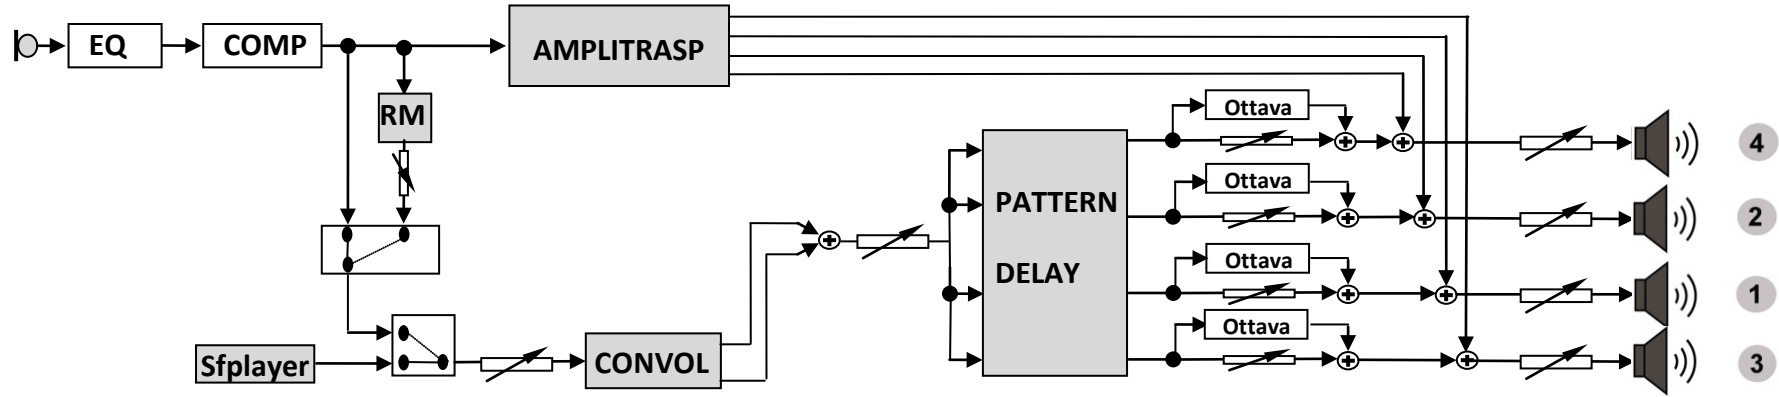 EQ
COMP
AMPLITRASP
RM
Ottava
4
Ottava
PATTERN
2
DELAY
Ottava
1
Ottava
Sfplayer
CONVOL
3